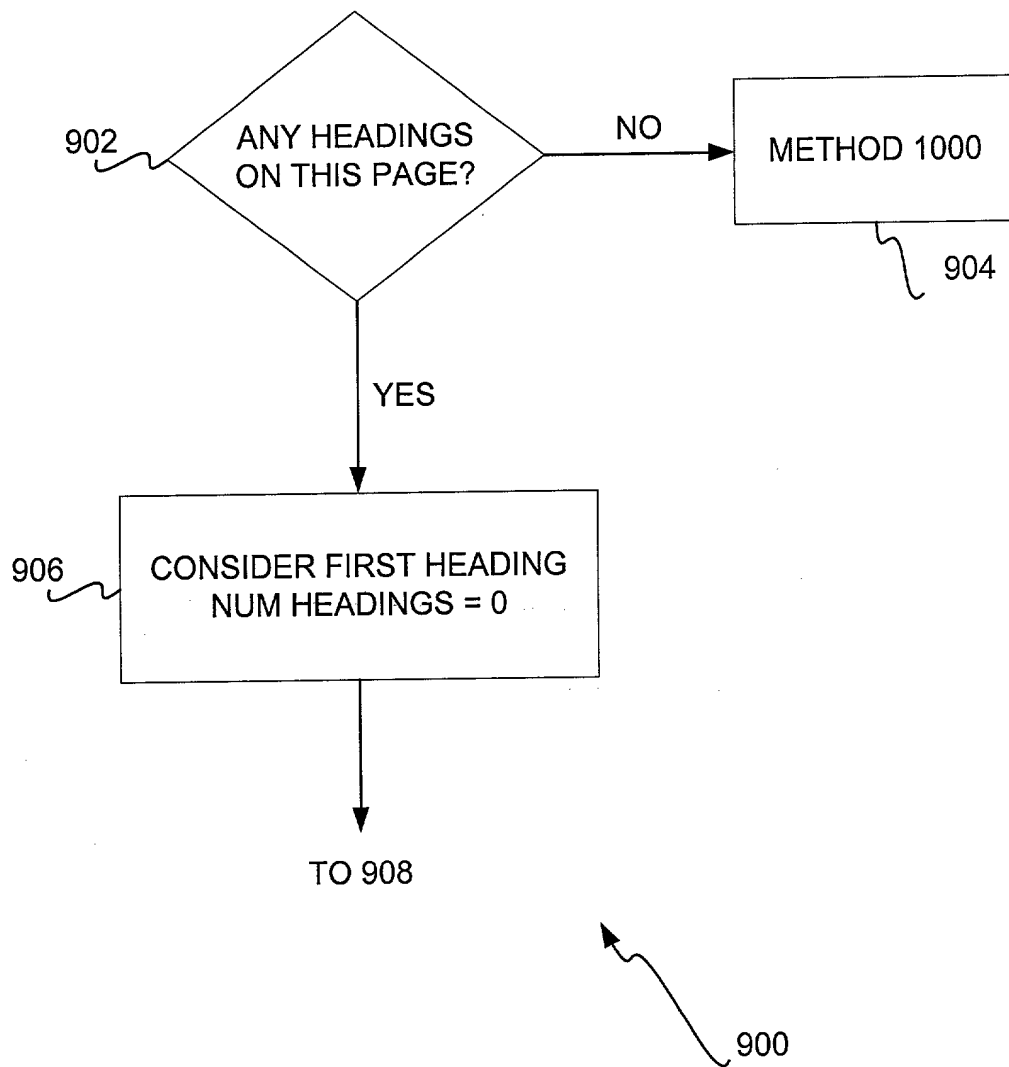 902
ANY HEADINGS
ON THIS PAGE?
NO
METHOD 1000
904
YES
906
CONSIDER FIRST HEADING
NUM HEADINGS = 0
TO 908
900